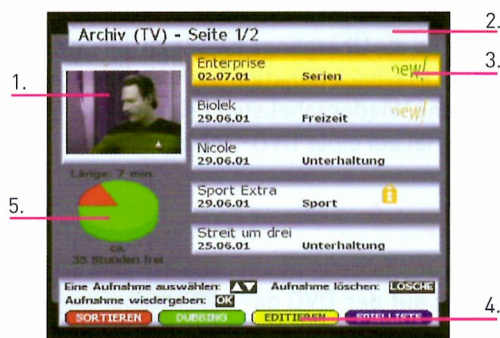 Archiv (TV) - Seite 1/2
2.
1.
3.
Enterprise
02.07.01 Serien new!
Biolek
29.06.01 Freizeit new!
Nicole
29.06.01 Unterhaltung
Länge: 7 min.
Sport Extra
29.06.01 Sport
5.
Streit um drei
25.06.01 Unterhaltung
ca.
35 Stunden frei
Eine Aufnahme auswählen: ▲▼ Aufnahme löschen: LÖSCHE
Aufnahme wiedergeben: OK
SORTIEREN DUBBING EDITIEREN SPIELLISTE
4.